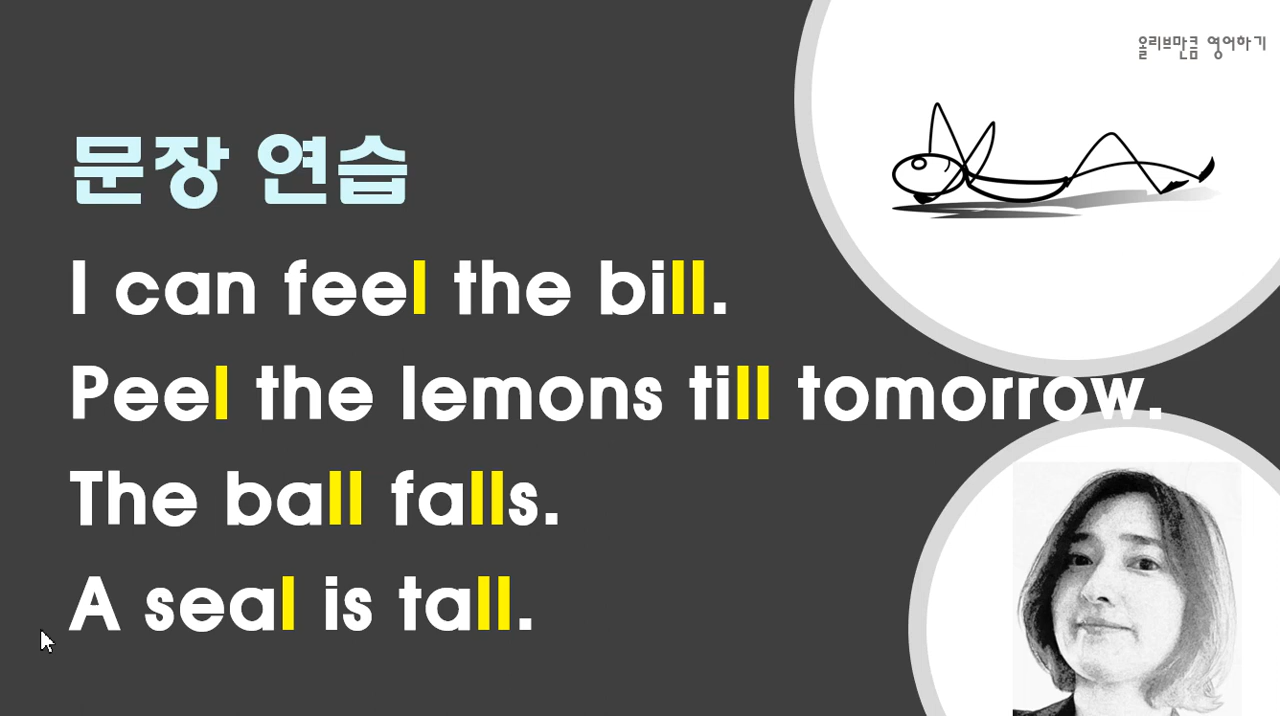 올리브만큼 영어하기
문장 연습
I can feel the bill.
Peel the lemons till tomorrow.
The ball falls.
A seal is tall.